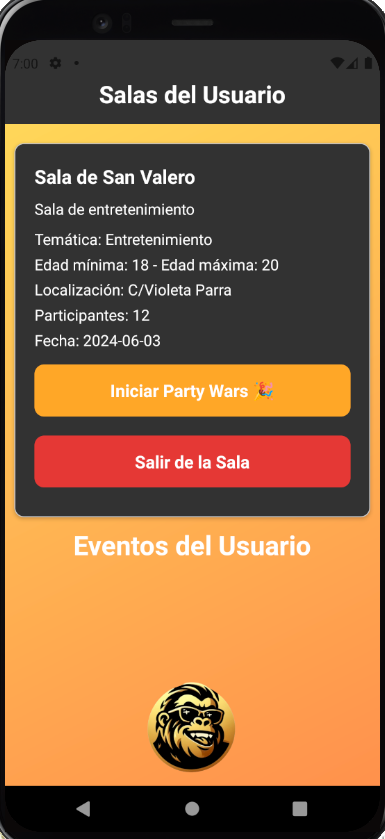 7:00
Salas del Usuario
Sala de San Valero
Sala de entretenimiento
Temática: Entretenimiento
Edad mínima: 18 - Edad máxima: 20
Localización: C/Violeta Parra
Participantes: 12
Fecha: 2024-06-03
Iniciar Party Wars 🎉
Salir de la Sala
Eventos del Usuario